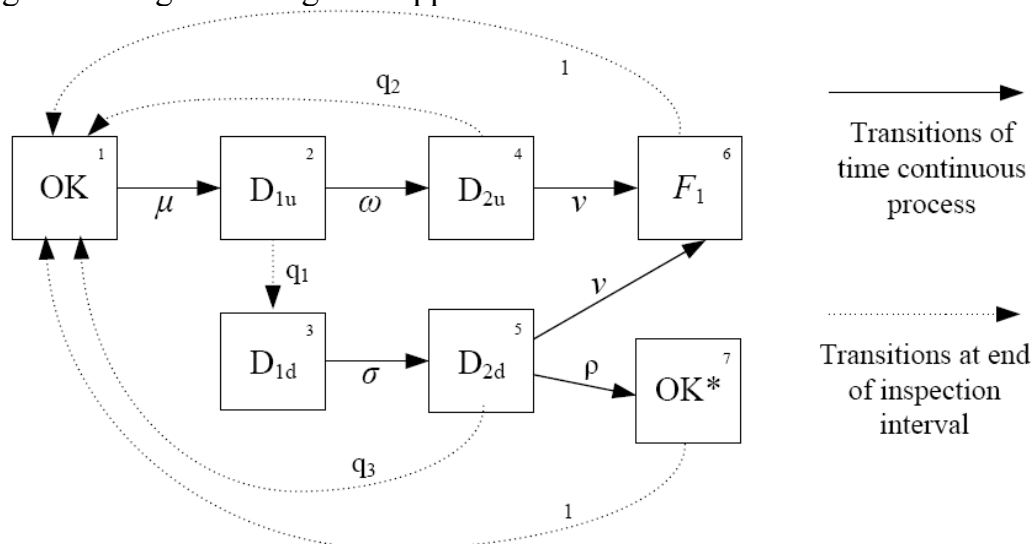 1
q₂
1
OK
μ
2
D₁ᵤ
ω
4
D₂ᵤ
ν
6
F₁
Transitions of
time continuous
process
q₁
ν
3
D₁d
σ
5
D₂d
ρ
7
OK*
Transitions at end
of inspection
interval
q₃
1